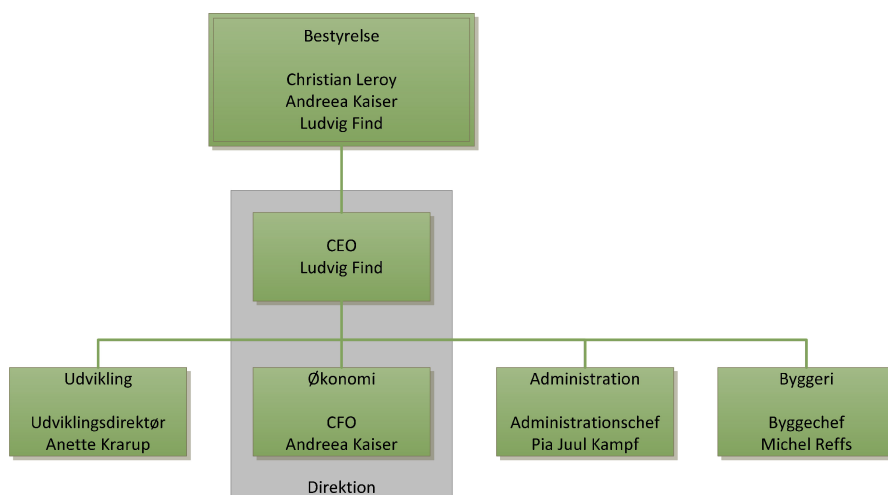 Bestyrelse
Christian Leroy
Andreea Kaiser
Ludvig Find
CEO
Ludvig Find
Udvikling
Udviklingsdirektør
Anette Krarup
Økonomi
CFO
Andreea Kaiser
Administration
Administrationschef
Pia Juul Kampf
Byggeri
Byggechef
Michel Reffs
Direktion